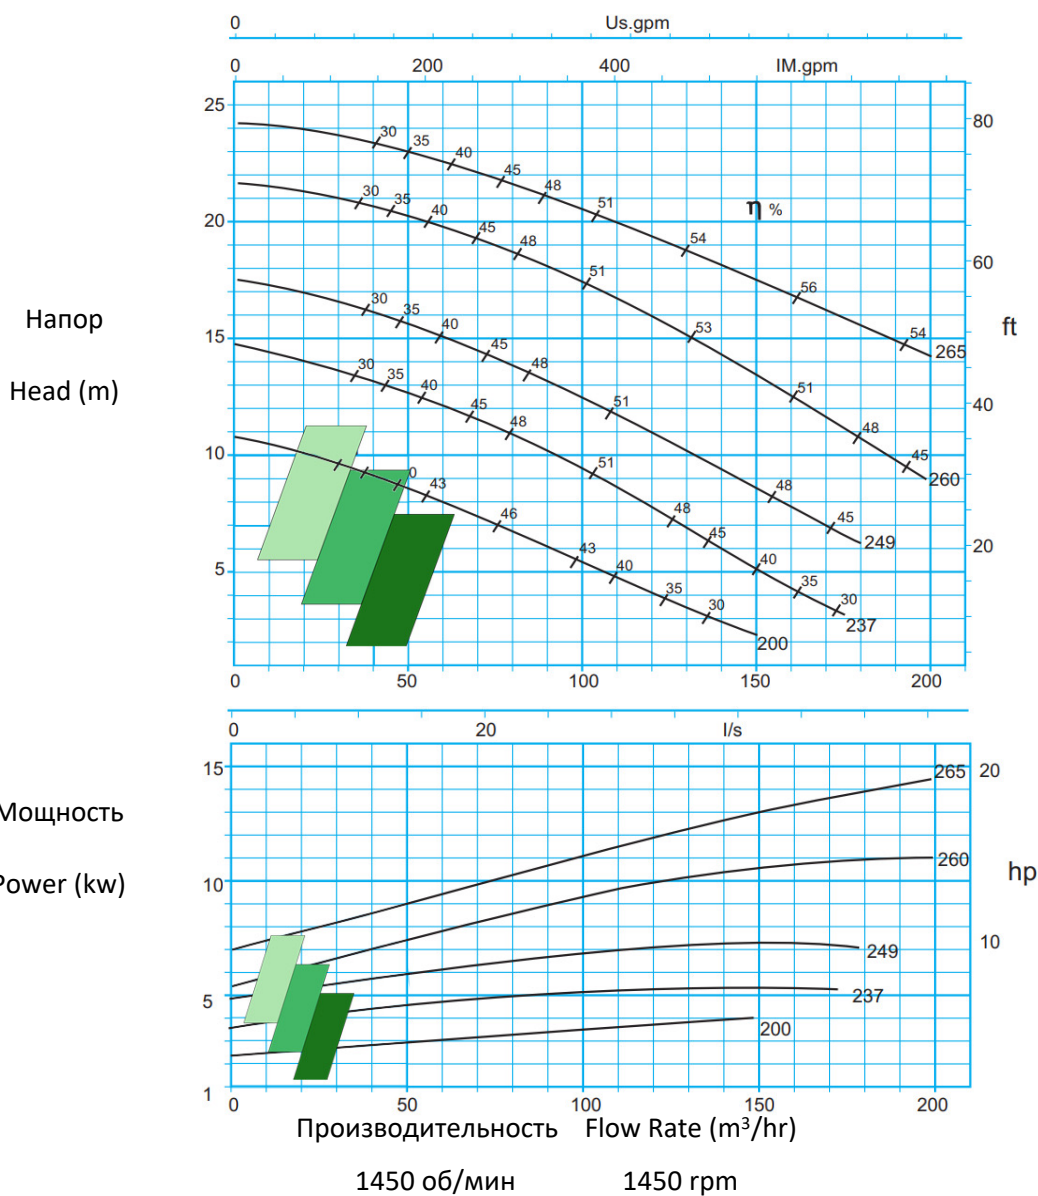 0 Us.gpm
0 200 400 IM.gpm
25
80
30 35 40 45 48 51 54 56 54 265
η %
30 35 40 45 48 51 53 51 48 45 260
20
60
30 35 40 45 48 51 48 45 249
Напор
15
ft
Head (m)
30 35 40 45 48 51 48 45 40 35 30 237
40
10
0 43 46 43 40 35 30 200
20
5
0 50 100 150 200
0 20 l/s
15 265 20
Мощность
10 260
hp
Power (kw)
10
249
5 237
200
1
0 50 100 150 200
Производительность Flow Rate (m³/hr)
1450 об/мин 1450 rpm